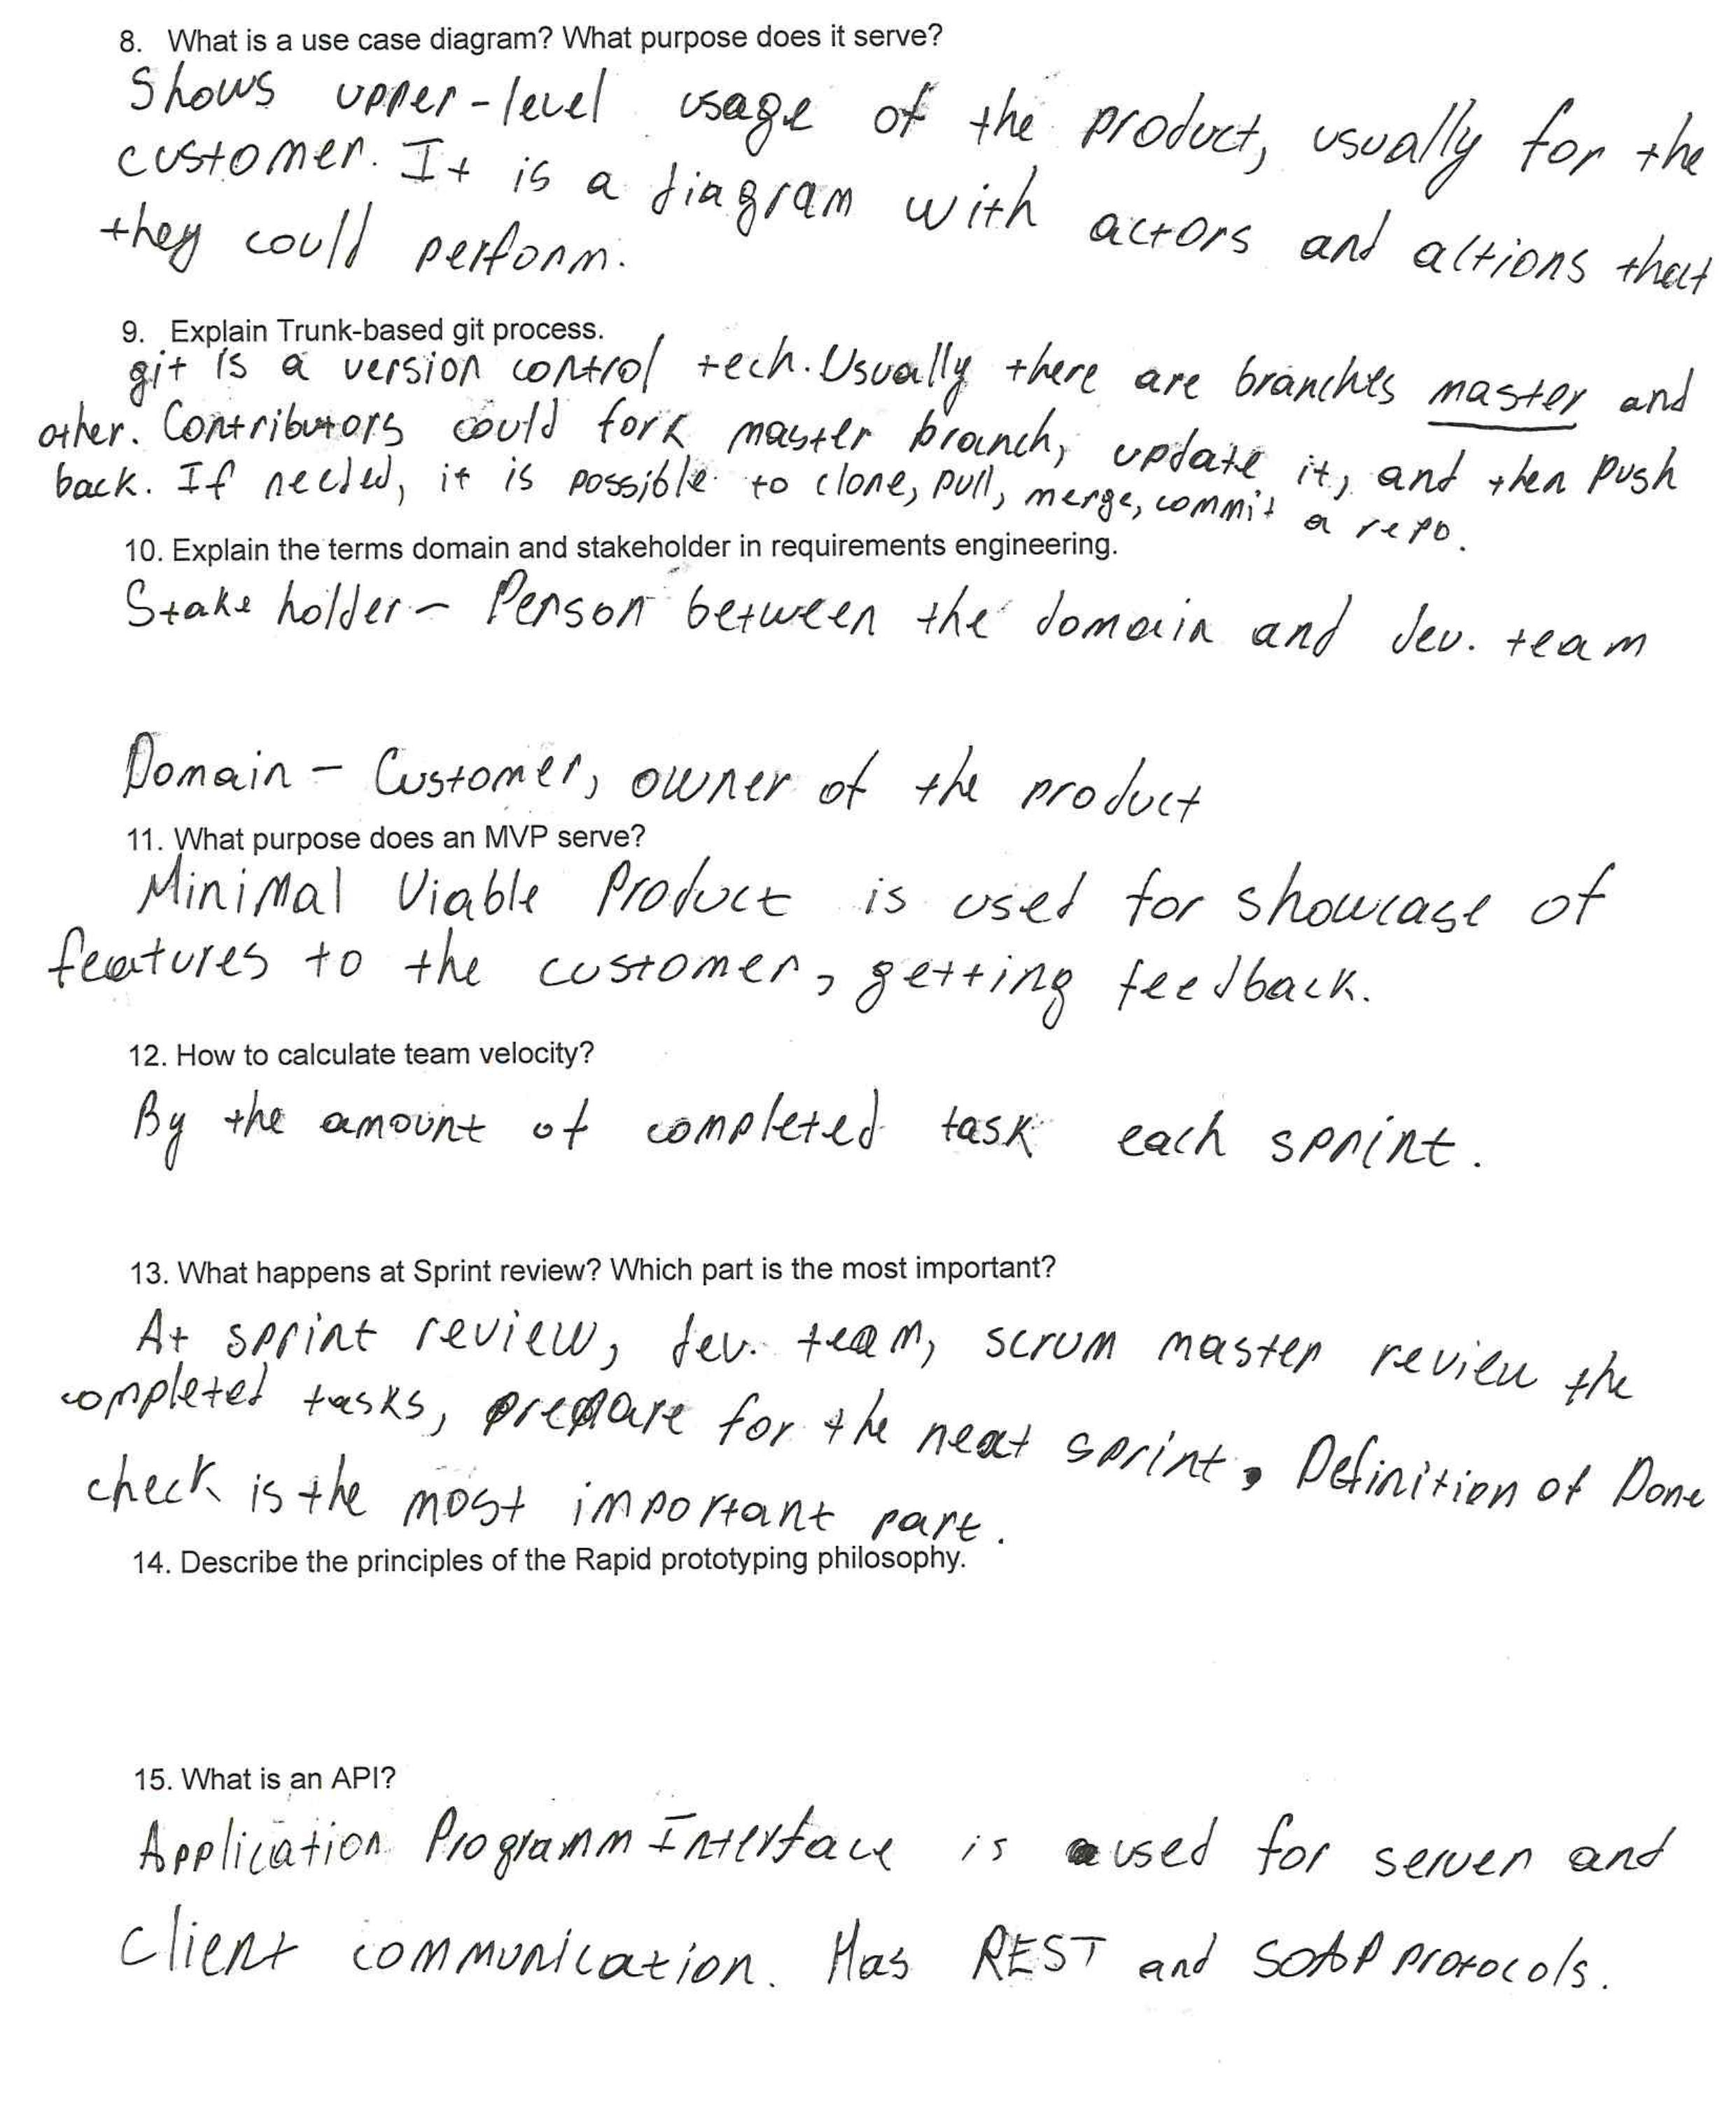 8. What is a use case diagram? What purpose does it serve?
Shows upper-level usage of the product, usually for the
customer. It is a diagram with actors and actions that
they could perform.
9. Explain Trunk-based git process.
git is a version control tech. Usually there are branches master and
other. Contributors could fork master branch, update it, and then push
back. If needed, it is possible to clone, pull, merge, commit a repo.
10. Explain the terms domain and stakeholder in requirements engineering.
Stake holder - Person between the domain and dev. team
Domain - Customer, owner of the product
11. What purpose does an MVP serve?
Minimal Viable Product is used for showcase of
features to the customer, getting feedback.
12. How to calculate team velocity?
By the amount of completed task each sprint.
13. What happens at Sprint review? Which part is the most important?
At sprint review, dev. team, scrum master review the
completed tasks, prepare for the next sprint. Definition of Done
check is the most important part.
14. Describe the principles of the Rapid prototyping philosophy.
15. What is an API?
Application Programm Interface is used for server and
client communication. Has REST and SOAP protocols.